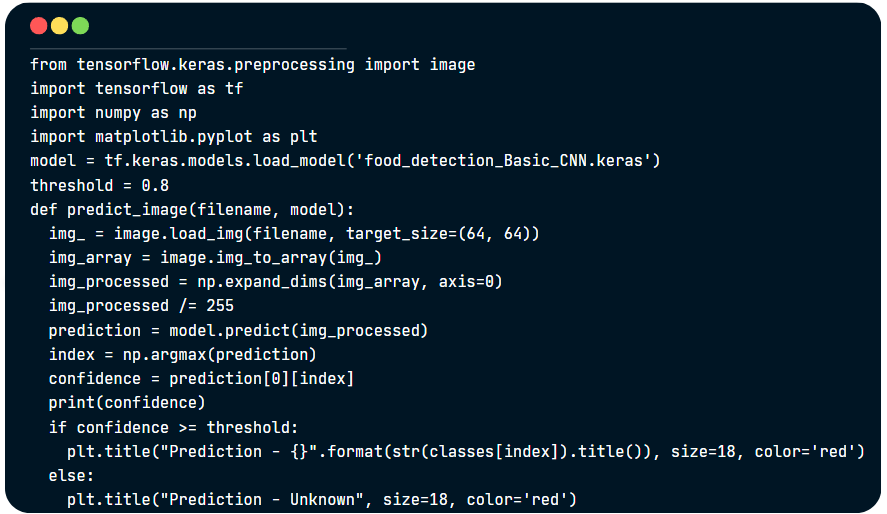 from tensorflow.keras.preprocessing import image
import tensorflow as tf
import numpy as np
import matplotlib.pyplot as plt
model = tf.keras.models.load_model('food_detection_Basic_CNN.keras')
threshold = 0.8
def predict_image(filename, model):
  img_ = image.load_img(filename, target_size=(64, 64))
  img_array = image.img_to_array(img_)
  img_processed = np.expand_dims(img_array, axis=0)
  img_processed /= 255
  prediction = model.predict(img_processed)
  index = np.argmax(prediction)
  confidence = prediction[0][index]
  print(confidence)
  if confidence >= threshold:
    plt.title("Prediction - {}".format(str(classes[index]).title()), size=18, color='red')
  else:
    plt.title("Prediction - Unknown", size=18, color='red')